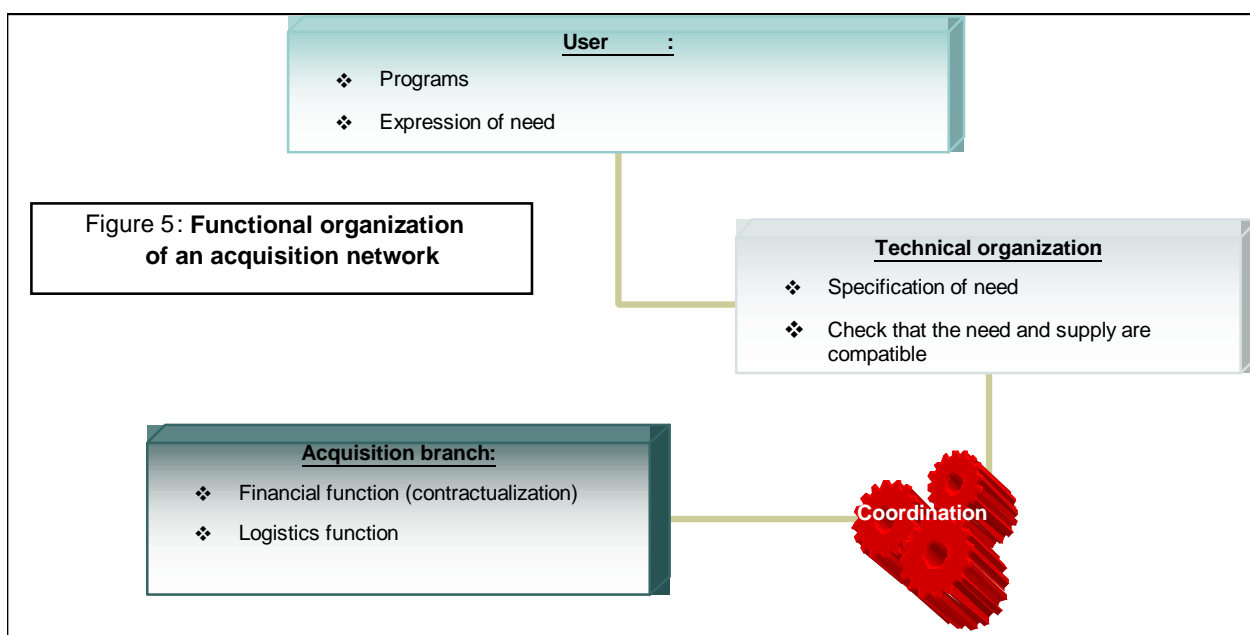 User :
❖ Programs
❖ Expression of need
Figure 5: Functional organization
of an acquisition network
Technical organization
❖ Specification of need
❖ Check that the need and supply are
compatible
Acquisition branch:
❖ Financial function (contractualization)
❖ Logistics function
Coordination